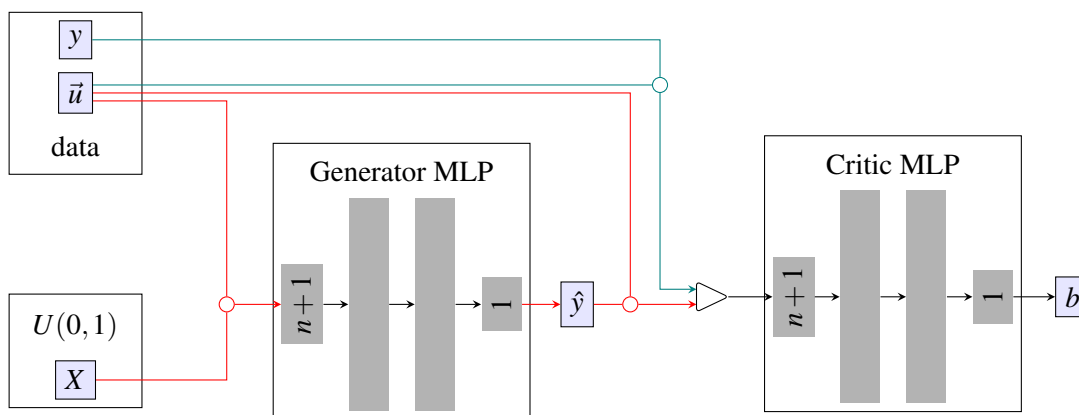 y
u⃗
data
U(0,1)
X
Generator MLP
n+1
1
ŷ
Critic MLP
n+1
1
b